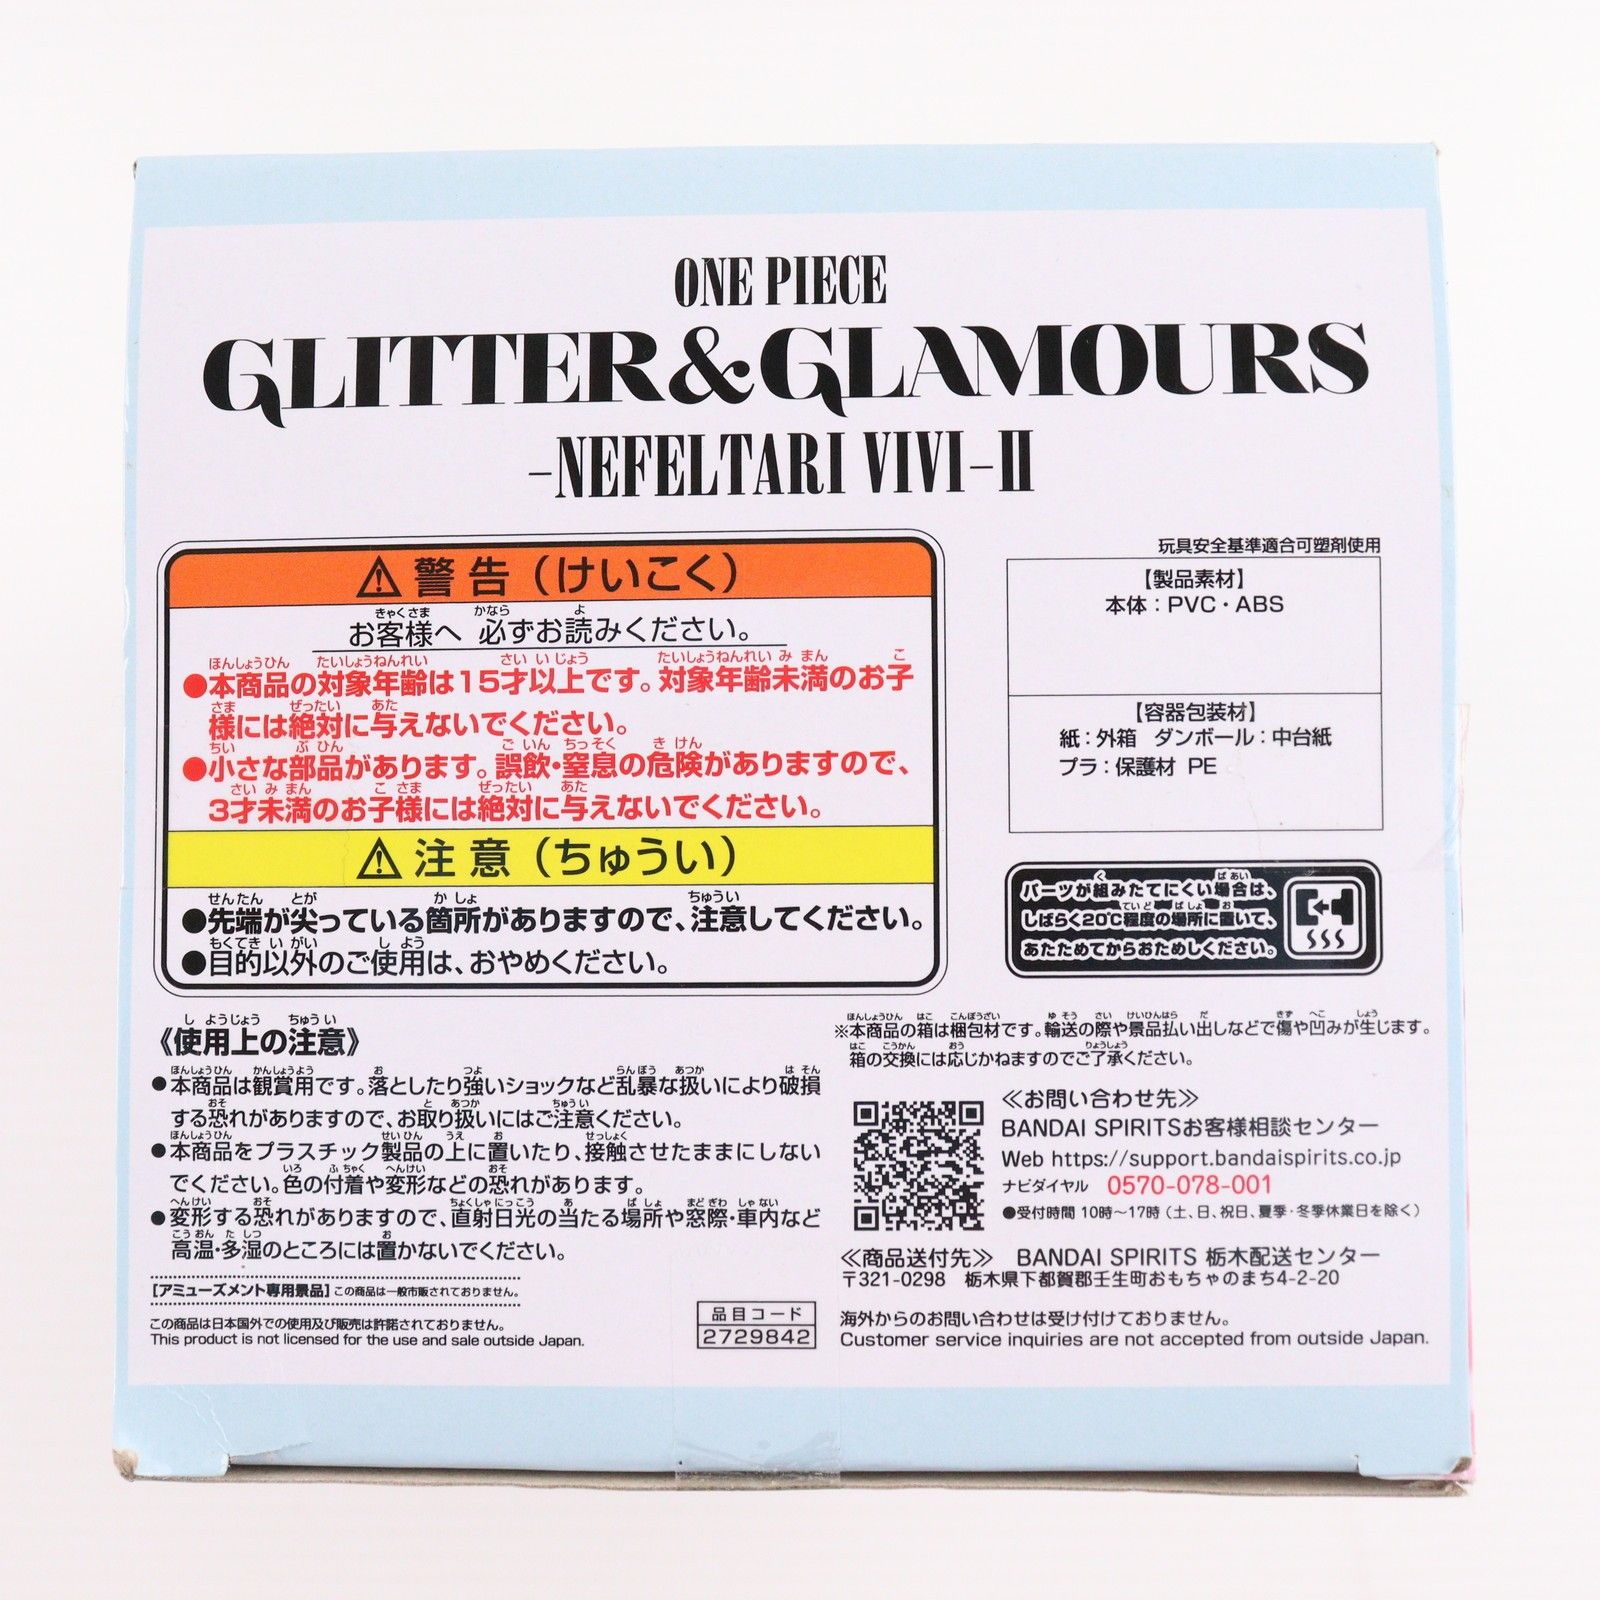 ONE PIECE
GLITTER&GLAMOURS
-NEFELTARI VIVI-II
⚠警告（けいこく）
お客様へ 必ずお読みください。
●本商品の対象年齢は15才以上です。対象年齢未満のお子
様には絶対に与えないでください。
●小さな部品があります。誤飲・窒息の危険がありますので、
3才未満のお子様には絶対に与えないでください。
⚠注意（ちゅうい）
●先端が尖っている箇所がありますので、注意してください。
●目的以外のご使用は、おやめください。
玩具安全基準適合可塑剤使用
【製品素材】
本体：PVC・ABS
【容器包装材】
紙：外箱 ダンボール：中台紙
プラ：保護材 PE
パーツが組みたてにくい場合は、
しばらく20℃程度の場所に置いて、
あたためてからおためしください。
《使用上の注意》
●本商品は観賞用です。落としたり強いショックなど乱暴な扱いにより破損
する恐れがありますので、お取り扱いにはご注意ください。
●本商品をプラスチック製品の上に置いたり、接触させたままにしない
でください。色の付着や変形などの恐れがあります。
●変形する恐れがありますので、直射日光の当たる場所や窓際・車内など
高温・多湿のところには置かないでください。
[アミューズメント専用景品] この商品は一般市販されておりません。
この商品は日本国外での使用及び販売は許諾されておりません。
This product is not licensed for the use and sale outside Japan.
品目コード
2729842
※本商品の箱は梱包材です。輸送の際や景品払い出しなどで傷や凹みが生じます。
箱の交換には応じかねますのでご了承ください。
≪お問い合わせ先≫
BANDAI SPIRITSお客様相談センター
Web https://support.bandaispirits.co.jp
ナビダイヤル 0570-078-001
●受付時間 10時～17時（土、日、祝日、夏季・冬季休業日を除く）
≪商品送付先≫ BANDAI SPIRITS 栃木配送センター
〒321-0298 栃木県下都賀郡壬生町おもちゃのまち4-2-20
海外からのお問い合わせは受け付けておりません。
Customer service inquiries are not accepted from outside Japan.